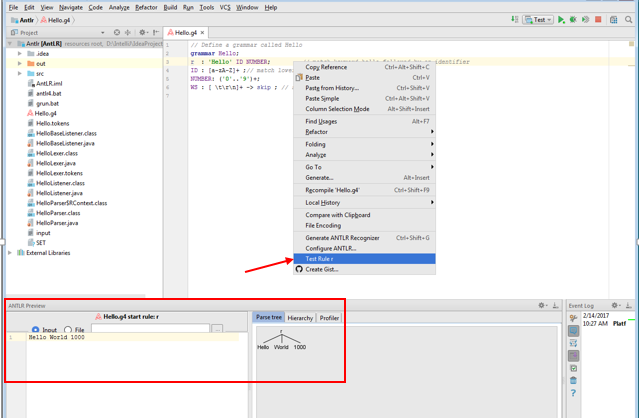 File Edit View Navigate Code Analyze Refactor Build Run Tools VCS Window Help
Antlr Hello.g4
Test
Project
Hello.g4
Antlr [AntLR] resources root, D:\IntelliJ\IdeaProject
.idea
out
src
AntLR.iml
antlr4.bat
grun.bat
Hello.g4
Hello.tokens
HelloBaseListener.class
HelloBaseListener.java
HelloLexer.class
HelloLexer.java
HelloLexer.tokens
HelloListener.class
HelloListener.java
HelloParser$RContext.class
HelloParser.class
HelloParser.java
input
SET
External Libraries
1 // Define a grammar called Hello
2 grammar Hello;
3 r : 'Hello' ID NUMBER; identifier
4 ID : [a-zA-Z]+ ;// match lower
5 NUMBER: ('0'..'9')+;
6 WS : [ \t\r\n]+ -> skip ; //
7
Copy Reference Ctrl+Alt+Shift+C
Paste Ctrl+V
Paste from History... Ctrl+Shift+V
Paste Simple Ctrl+Alt+Shift+V
Column Selection Mode Alt+Shift+Insert
Find Usages Alt+F7
Refactor
Folding
Analyze
Go To
Generate... Alt+Insert
Recompile 'Hello.g4' Ctrl+Shift+F9
Local History
Compare with Clipboard
File Encoding
Generate ANTLR Recognizer Ctrl+Shift+G
Configure ANTLR...
Test Rule r
Create Gist...
ANTLR Preview
Hello.g4 start rule: r
Input File ...
1 Hello World 1000
Parse tree Hierarchy Profiler
r
Hello World 1000
Event Log
2/14/2017
10:27 AM Platf
?